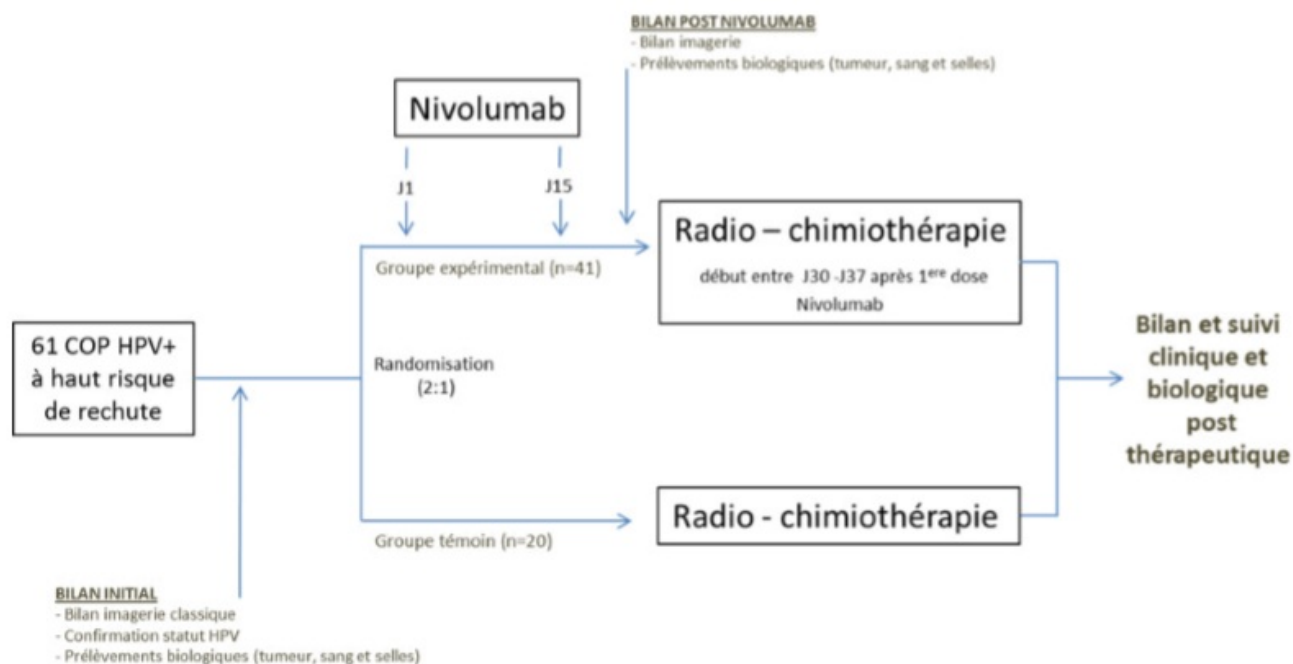 BILAN POST NIVOLUMAB
- Bilan imagerie
- Prélèvements biologiques (tumeur, sang et selles)
Nivolumab
J1
J15
Radio – chimiothérapie
début entre J30 -J37 après 1ere dose
Nivolumab
Groupe expérimental (n=41)
61 COP HPV+
à haut risque
de rechute
Randomisation
(2:1)
Bilan et suivi
clinique et
biologique
post
thérapeutique
Radio - chimiothérapie
Groupe témoin (n=20)
BILAN INITIAL
- Bilan imagerie classique
- Confirmation statut HPV
- Prélèvements biologiques (tumeur, sang et selles)